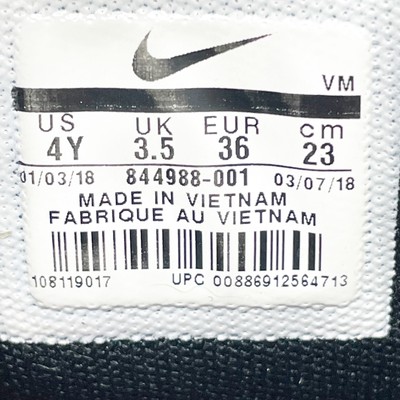 VM
US UK EUR cm
4Y 3.5 36 23
01/03/18 844988-001 03/07/18
MADE IN VIETNAM
FABRIQUE AU VIETNAM
108119017 UPC 00886912564713